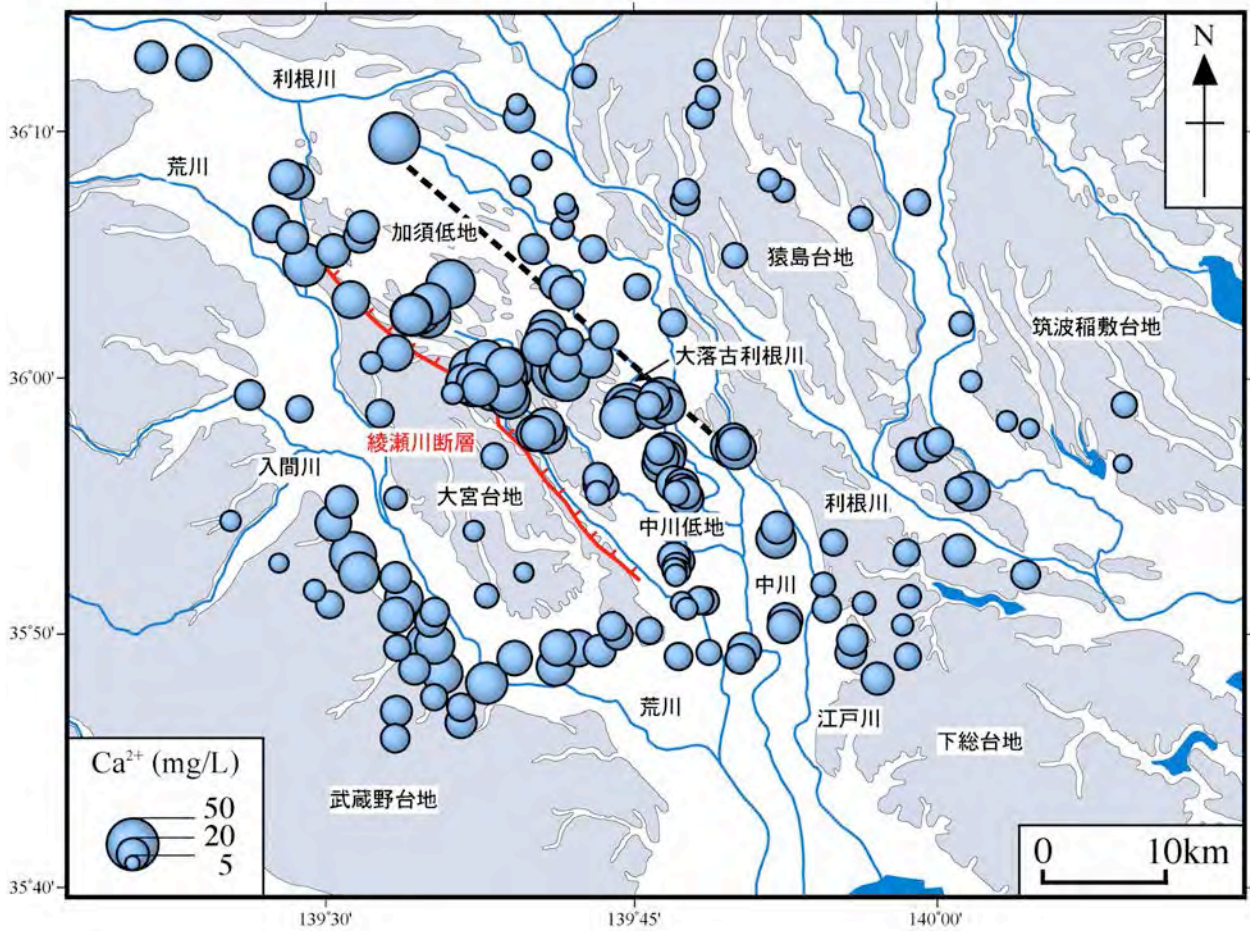 N
利根川
36°10'
荒川
加須低地
猿島台地
筑波稲敷台地
大落古利根川
36°00'
綾瀬川断層
入間川
大宮台地
利根川
中川低地
中川
35°50'
荒川
江戸川
下総台地
Ca²⁺ (mg/L)
50
20
5
武蔵野台地
0 10km
35°40'
139°30'
139°45'
140°00'